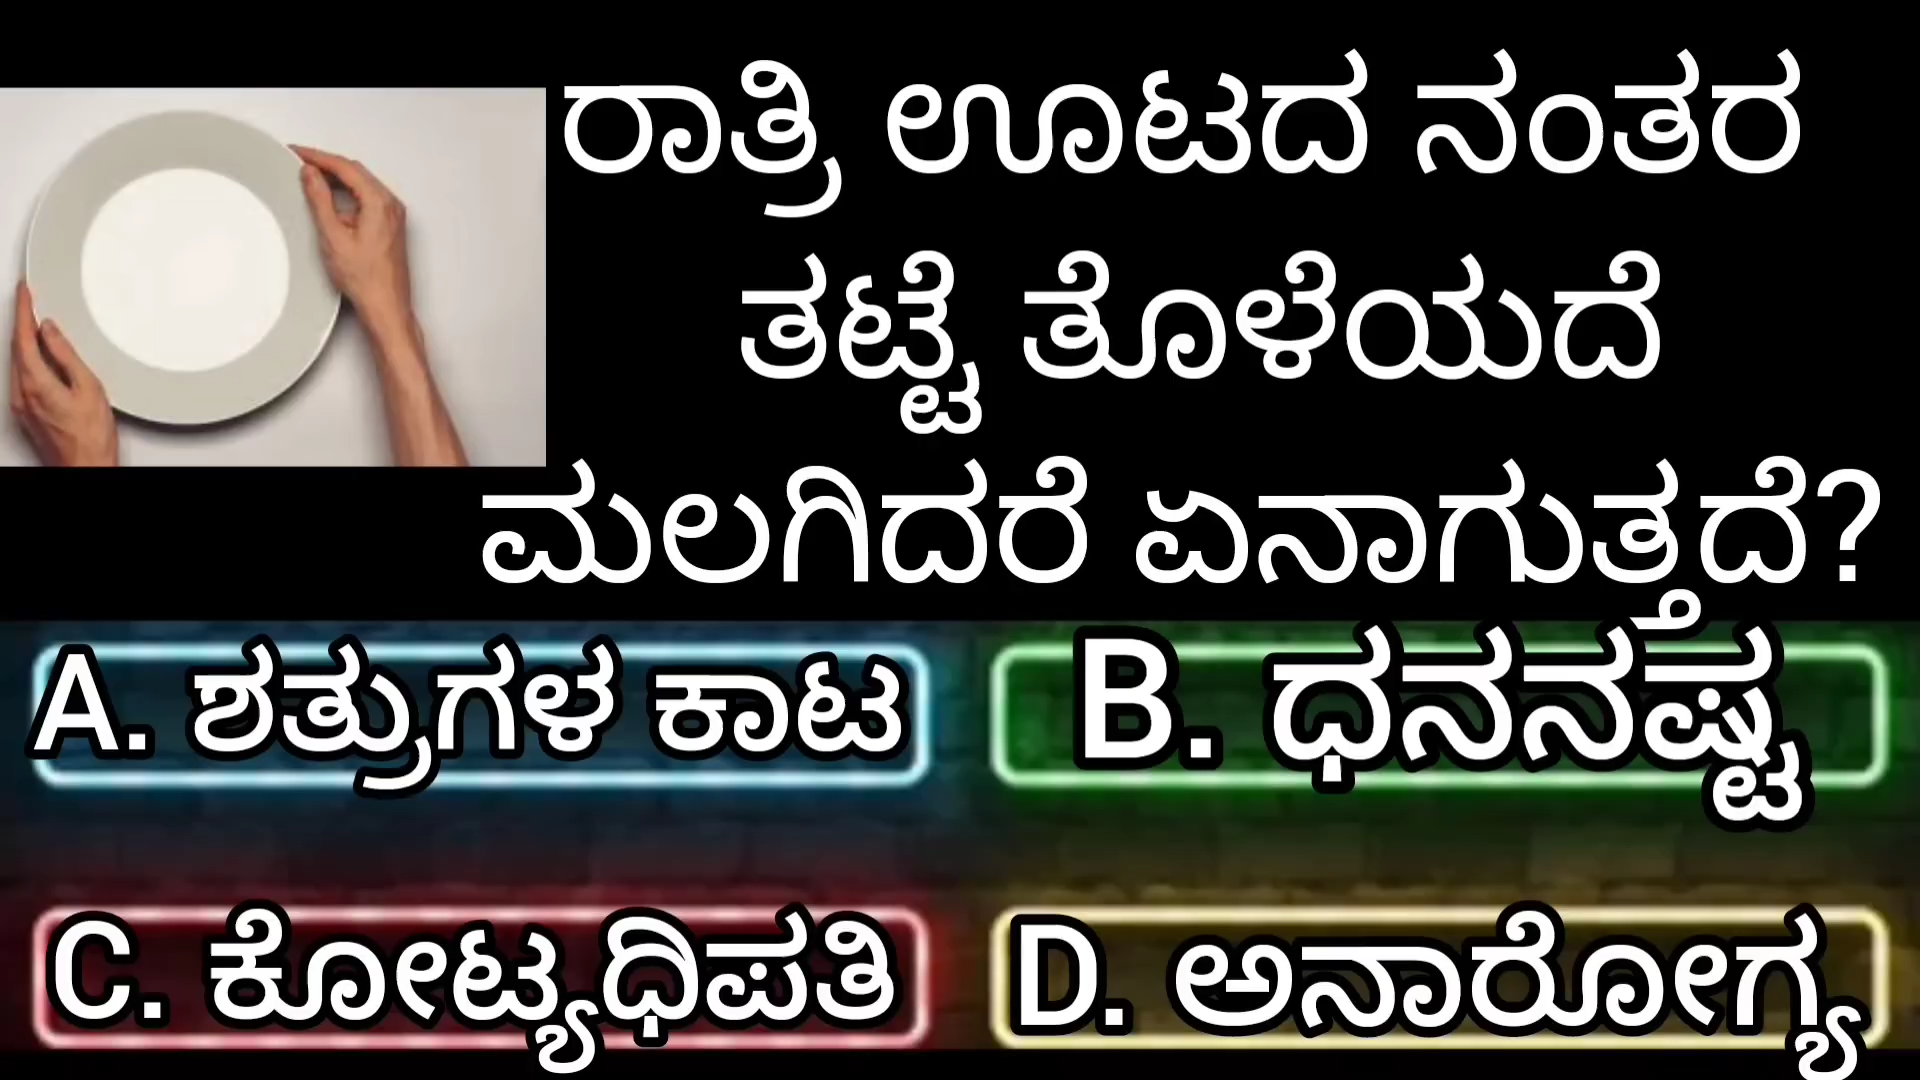 ರಾತ್ರಿ ಊಟದ ನಂತರ
ತಟ್ಟೆ ತೊಳೆಯದೆ
ಮಲಗಿದರೆ ಏನಾಗುತ್ತದೆ?
A. ಶತ್ರುಗಳ ಕಾಟ
B. ಧನನಷ್ಟ
C. ಕೋಟ್ಯಧಿಪತಿ
D. ಅನಾರೋಗ್ಯ